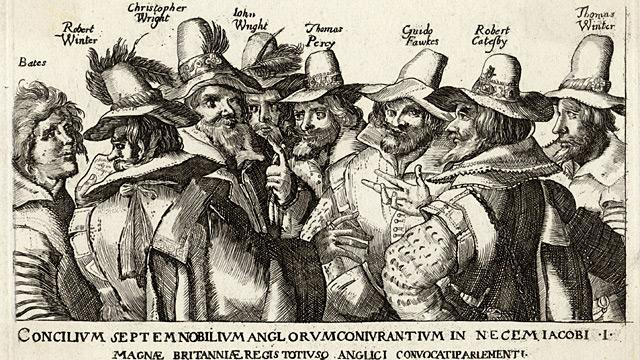 Bates
Robert
Winter
Christopher
Wright
Iohn
Wright
Thomas
Percy
Guido
Fawkes
Robert
Catesby
Thomas
Winter
CONCILIVM SEPTEM NOBILIVM ANGLORVM CONIVRANTIVM IN NECEM IACOBI ·I·
MAGNÆ BRITANNIÆ REGIS TOTIVSQ ANGLICI CONVOCATI PARLEMENTI·